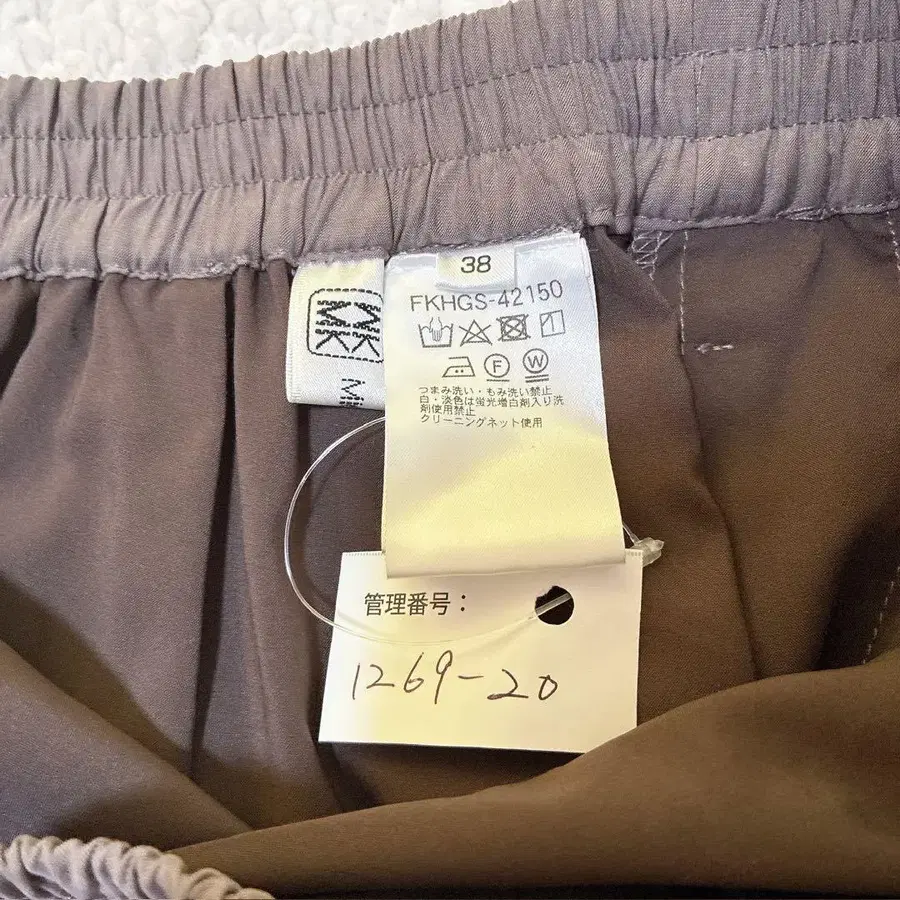 38
FKHGS-42150
F W
つまみ洗い・もみ洗い禁止
白・淡色は蛍光増白剤入り洗
剤使用禁止
クリーニングネット使用
管理番号：
1269-20